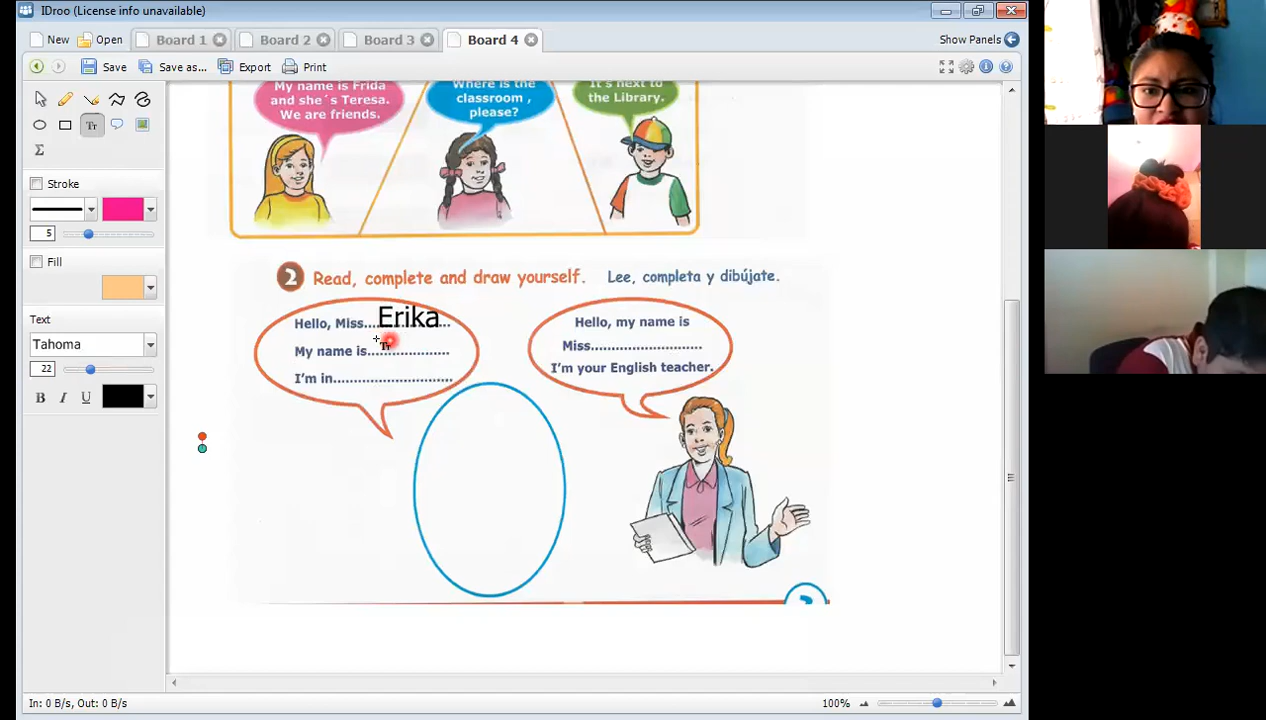 IDroo (License info unavailable)
New Open Board 1 Board 2 Board 3 Board 4 Show Panels
Save Save as... Export Print
Tr
Stroke
5
Fill
Text
Tahoma
22
B I U
My name is Frida
and she´s Teresa.
We are friends.
Where is the
classroom ,
please?
It's next to
the Library.
2 Read, complete and draw yourself. Lee, completa y dibújate.
Hello, Miss....Erika...
My name is....................
I'm in.............................
Hello, my name is
Miss...........................
I'm your English teacher.
Tr
In: 0 B/s, Out: 0 B/s 100%